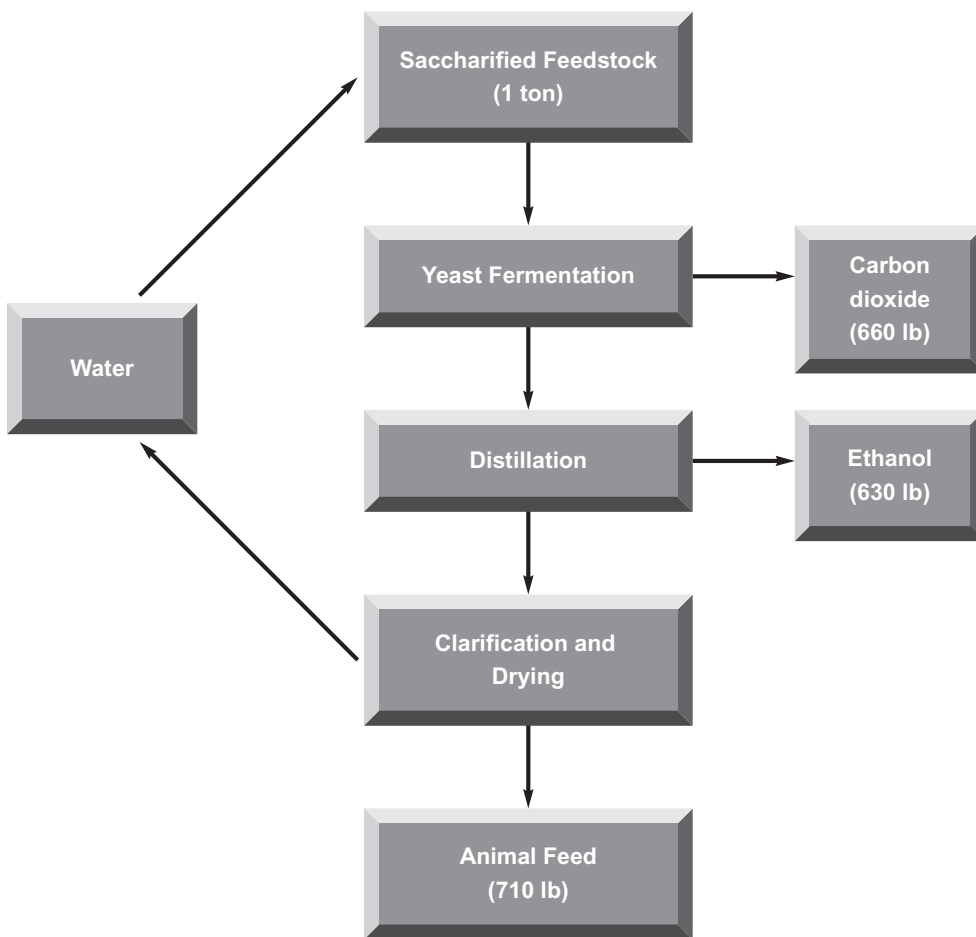 Saccharified Feedstock
(1 ton)
Yeast Fermentation
Carbon
dioxide
(660 lb)
Water
Distillation
Ethanol
(630 lb)
Clarification and
Drying
Animal Feed
(710 lb)